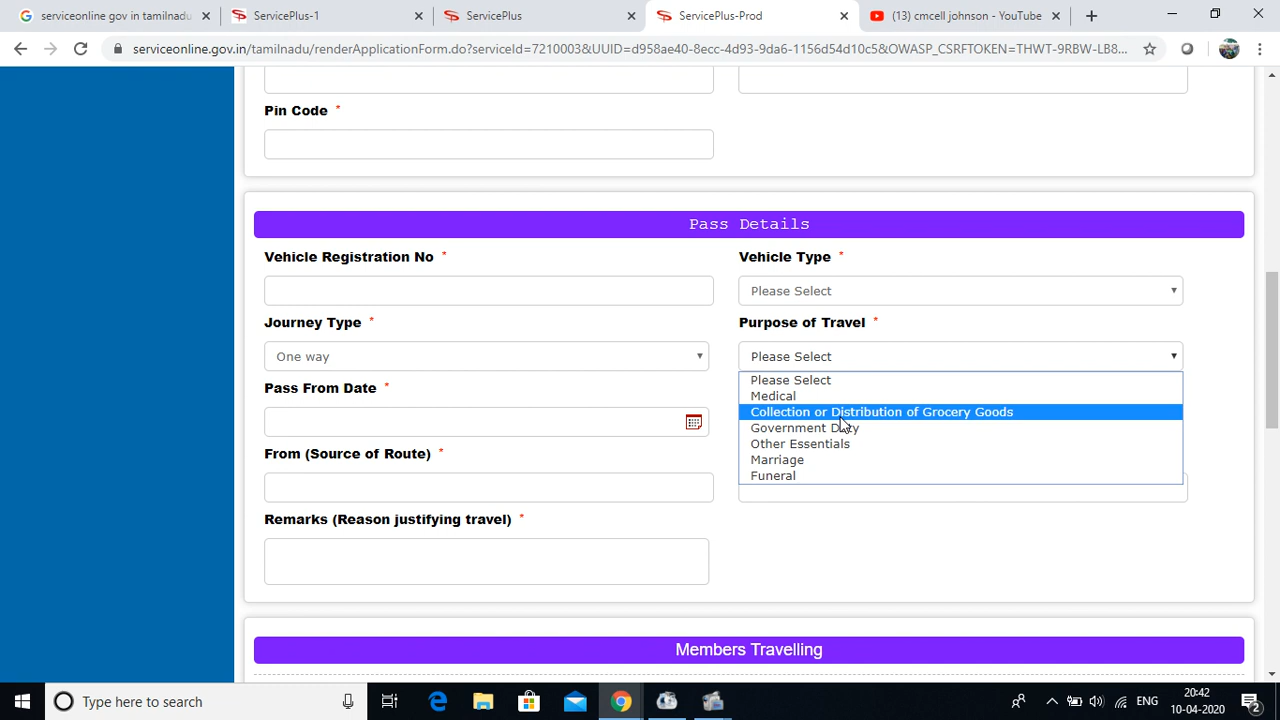 serviceonline gov in tamilnadu
ServicePlus-1
ServicePlus
ServicePlus-Prod
(13) cmcell johnson - YouTube
serviceonline.gov.in/tamilnadu/renderApplicationForm.do?serviceId=7210003&UUID=d958ae40-8ecc-4d93-9da6-1156d54d10c5&OWASP_CSRFTOKEN=THWT-9RBW-LB8...
Pin Code *
Pass Details
Vehicle Registration No *
Vehicle Type *
Please Select
Journey Type *
Purpose of Travel *
One way
Please Select
Pass From Date *
Please Select
Medical
Collection or Distribution of Grocery Goods
Government Duty
Other Essentials
Marriage
Funeral
From (Source of Route) *
Remarks (Reason justifying travel) *
Members Travelling
Type here to search
ENG
20:42
10-04-2020
2